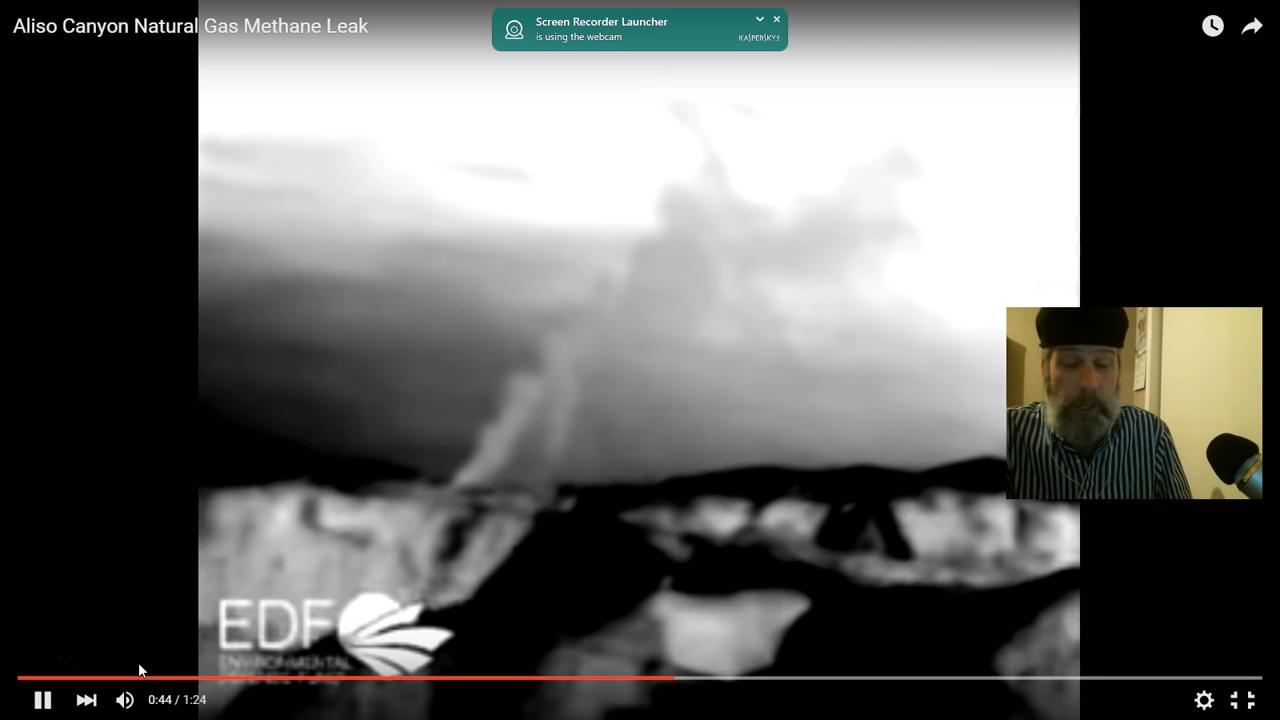 Aliso Canyon Natural Gas Methane Leak
Screen Recorder Launcher
is using the webcam
KASPERSKY
EDF
ENVIRONMENTAL
0:44 / 1:24